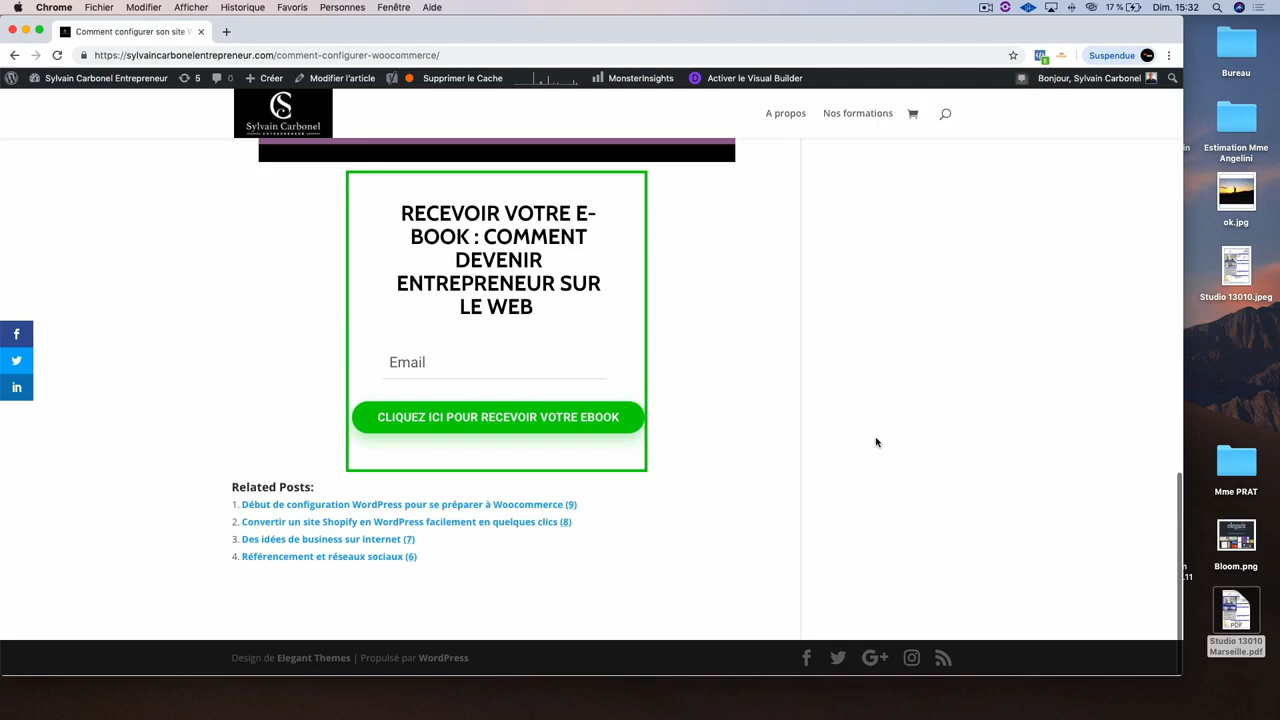 Chrome Fichier Modifier Afficher Historique Favoris Personnes Fenêtre Aide
17 % Dim. 15:32
Comment configurer son site
https://sylvaincarbonelentrepreneur.com/comment-configurer-woocommerce/
Suspendue
Sylvain Carbonel Entrepreneur 5 0 Créer Modifier l'article Supprimer le Cache MonsterInsights Activer le Visual Builder Bonjour, Sylvain Carbonel
CS
Sylvain Carbonel
ENTREPRENEUR
A propos Nos formations
RECEVOIR VOTRE E-
BOOK : COMMENT
DEVENIR
ENTREPRENEUR SUR
LE WEB
Email
CLIQUEZ ICI POUR RECEVOIR VOTRE EBOOK
Related Posts:
1. Début de configuration WordPress pour se préparer à Woocommerce (9)
2. Convertir un site Shopify en WordPress facilement en quelques clics (8)
3. Des idées de business sur internet (7)
4. Référencement et réseaux sociaux (6)
Design de Elegant Themes | Propulsé par WordPress
Bureau
Estimation Mme
Angelini
ok.jpg
Studio 13010.jpeg
Mme PRAT
elegant
Bloom.png
.11
PDF
Studio 13010
Marseille.pdf